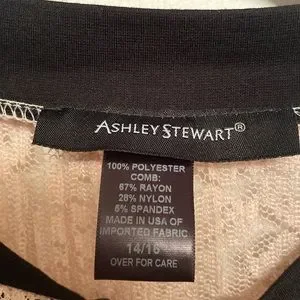 ASHLEY STEWART®
100% POLYESTER
COMB:
67% RAYON
28% NYLON
5% SPANDEX
MADE IN USA OF
IMPORTED FABRIC
14/16
OVER FOR CARE